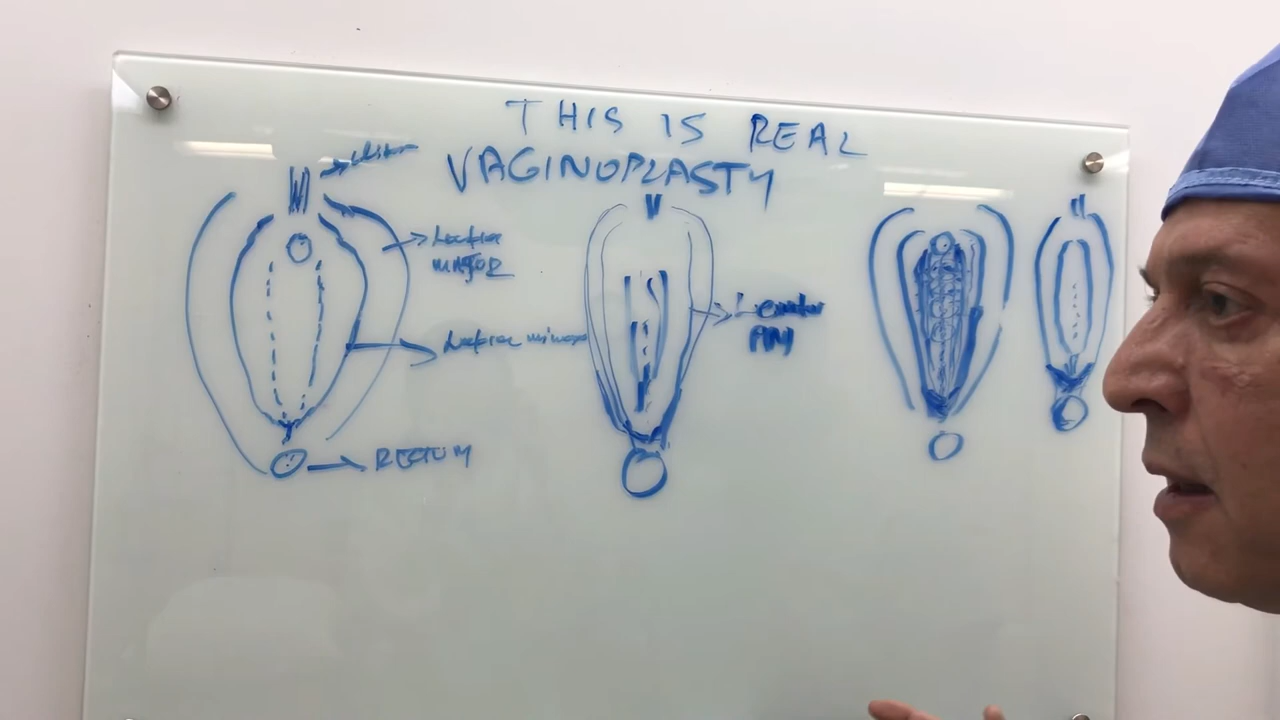 THIS IS REAL
VAGINOPLASTY
Labia
MAJOR
Labia minora
Levator
ANI
RECTUM